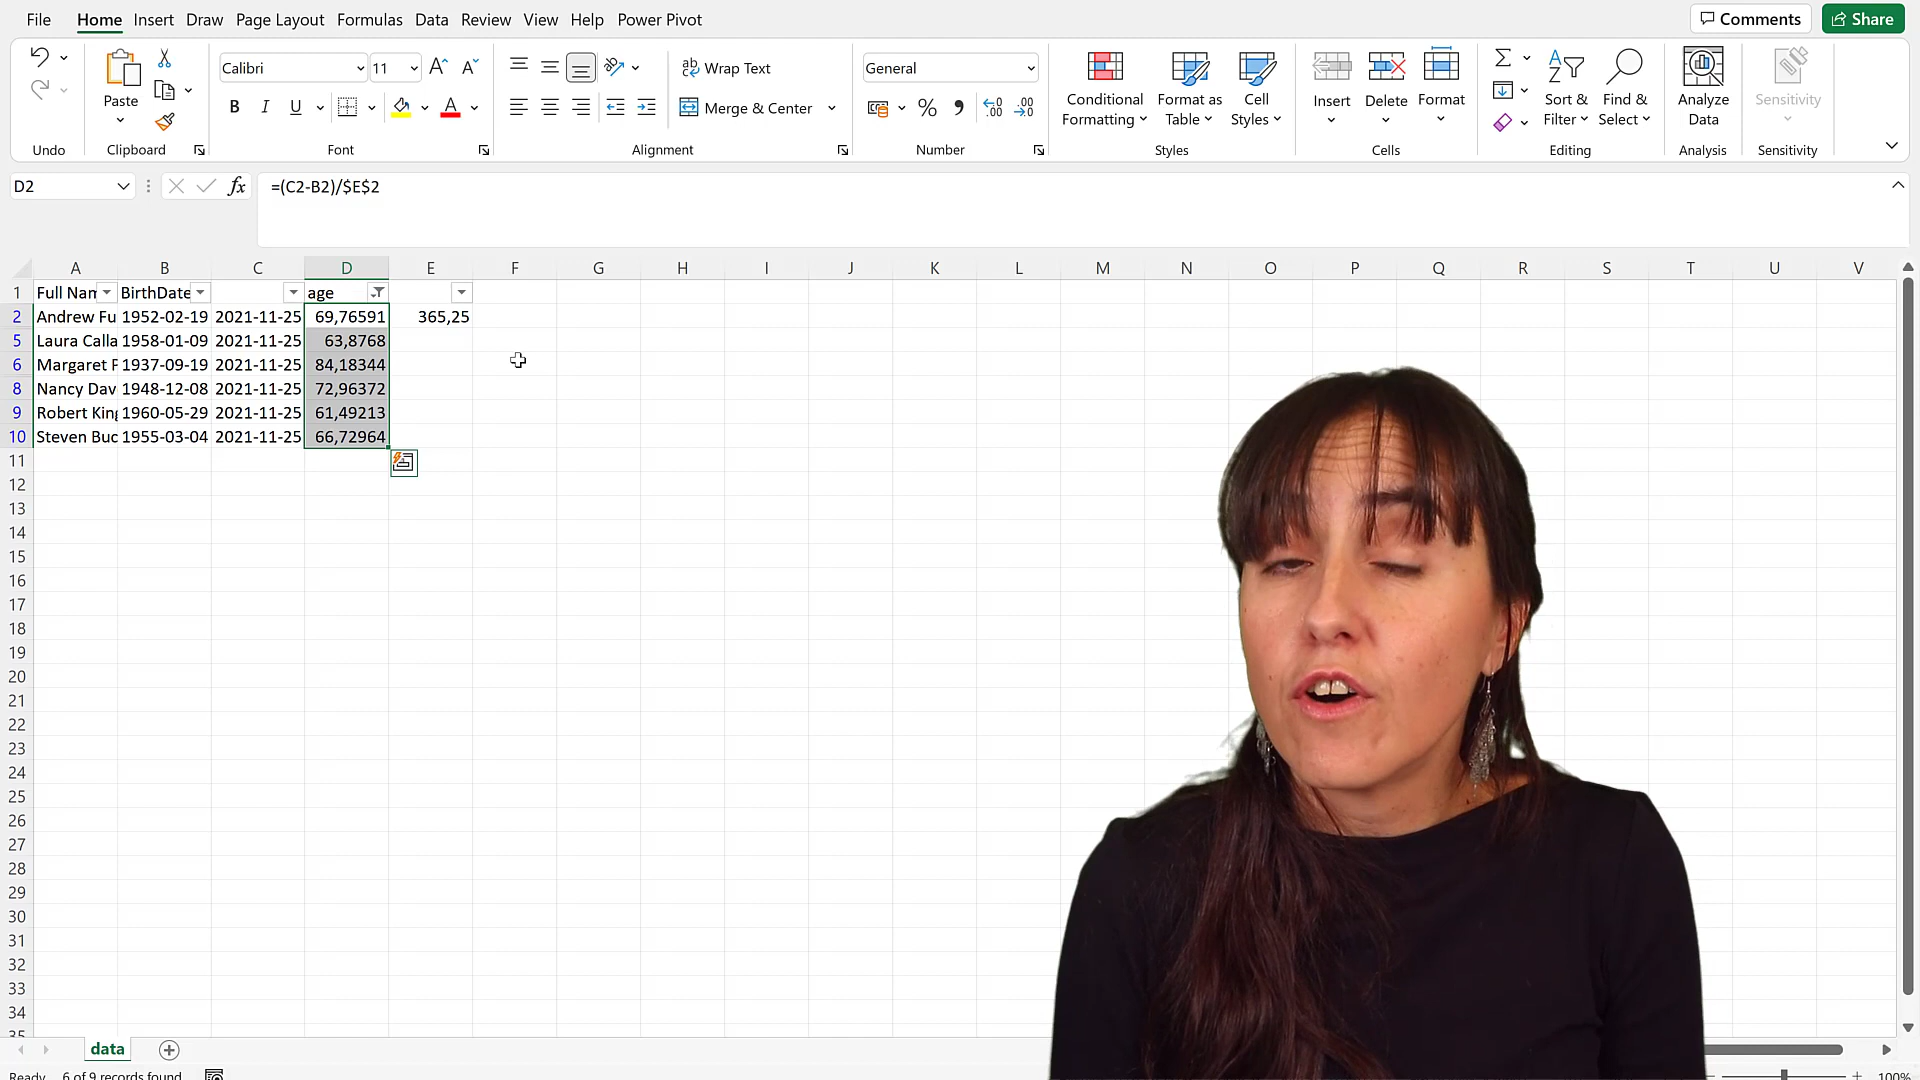 File Home Insert Draw Page Layout Formulas Data Review View Help Power Pivot Comments Share
Calibri 11 Wrap Text General
Paste B I U Merge & Center % Conditional Formatting Format as Table Cell Styles Insert Delete Format Sort & Filter Find & Select Analyze Data Sensitivity
Undo Clipboard Font Alignment Number Styles Cells Editing Analysis Sensitivity
D2 fx =(C2-B2)/$E$2
A B C D E F G H I J K L M N O P Q R S T U V
1 Full Nam BirthDate age
2 Andrew Fu 1952-02-19 2021-11-25 69,76591 365,25
5 Laura Calla 1958-01-09 2021-11-25 63,8768
6 Margaret P 1937-09-19 2021-11-25 84,18344
8 Nancy Dav 1948-12-08 2021-11-25 72,96372
9 Robert King 1960-05-29 2021-11-25 61,49213
10 Steven Buc 1955-03-04 2021-11-25 66,72964
11
12
13
14
15
16
17
18
19
20
21
22
23
24
25
26
27
28
29
30
31
32
33
34
35
data
Ready 6 of 9 records found 100%